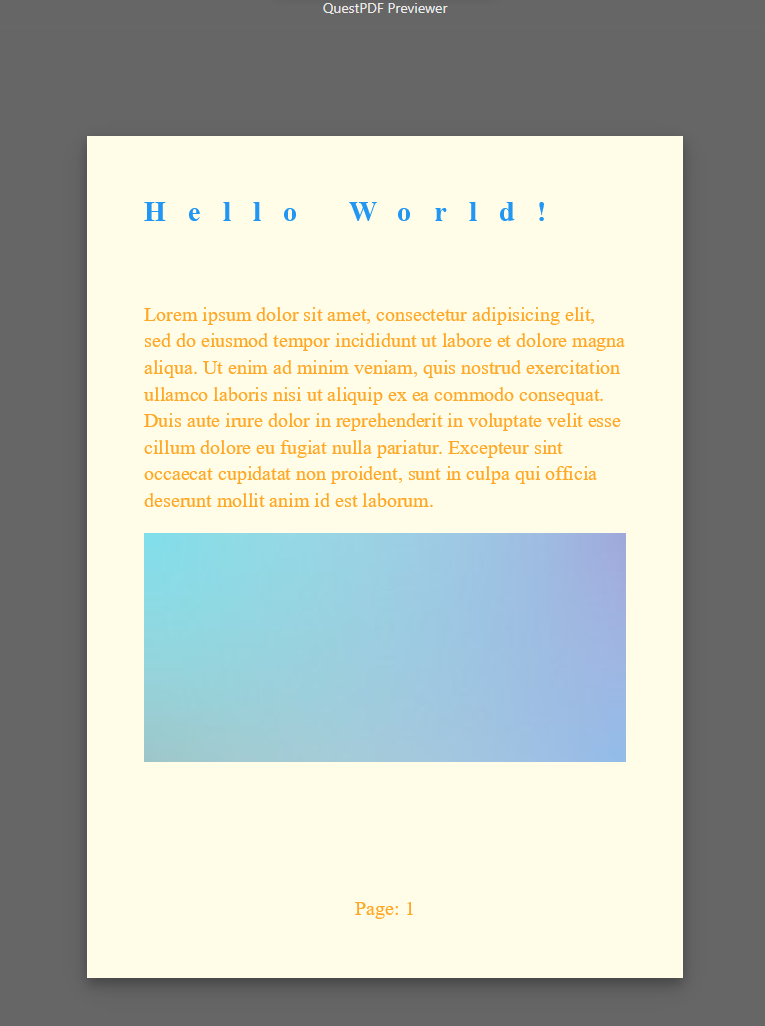 QuestPDF Previewer
Hello World!
Lorem ipsum dolor sit amet, consectetur adipisicing elit,
sed do eiusmod tempor incididunt ut labore et dolore magna
aliqua. Ut enim ad minim veniam, quis nostrud exercitation
ullamco laboris nisi ut aliquip ex ea commodo consequat.
Duis aute irure dolor in reprehenderit in voluptate velit esse
cillum dolore eu fugiat nulla pariatur. Excepteur sint
occaecat cupidatat non proident, sunt in culpa qui officia
deserunt mollit anim id est laborum.
Page: 1